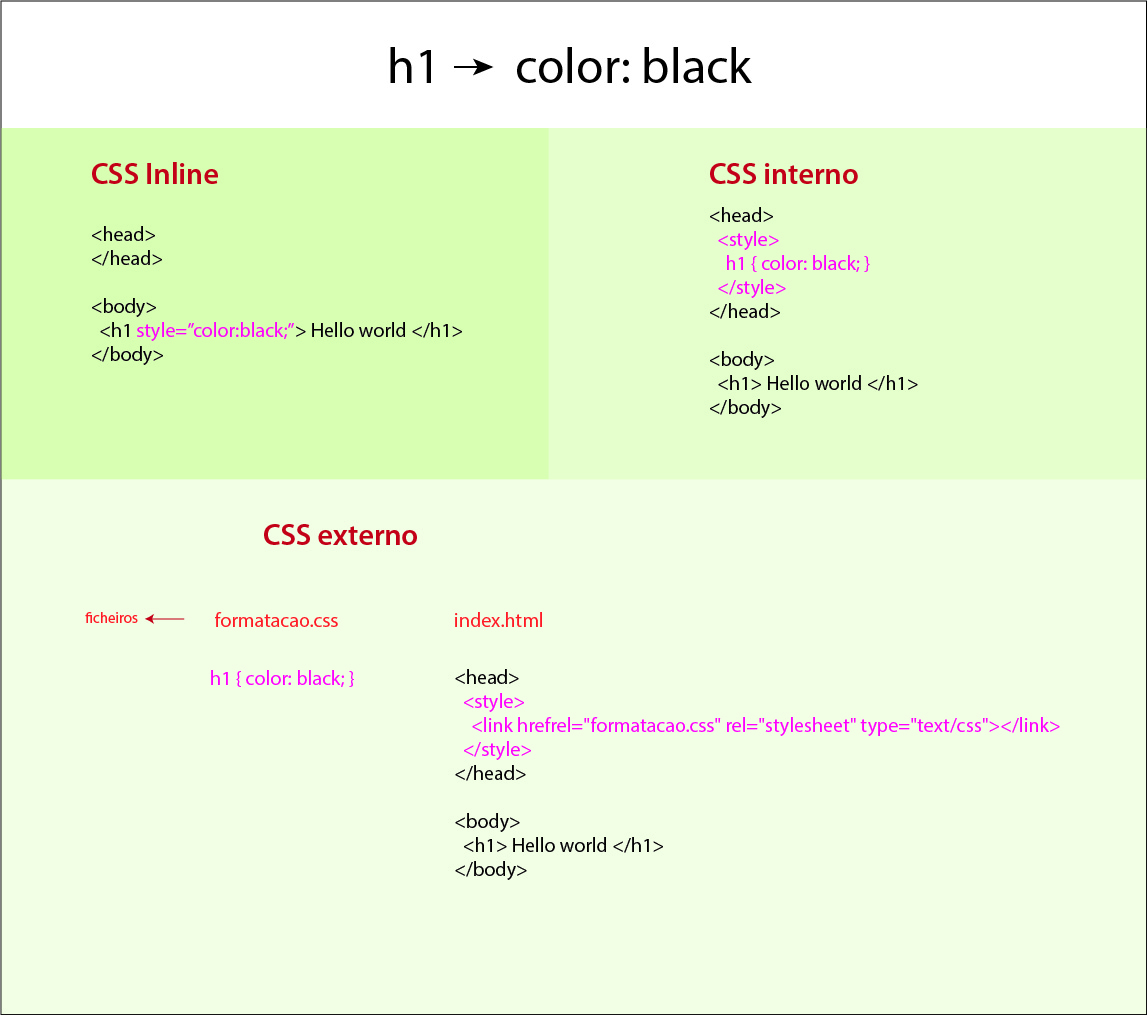 h1 → color: black
CSS Inline
<head>
</head>
<body>
<h1 style=”color:black;”> Hello world </h1>
</body>
CSS interno
<head>
<style>
h1 { color: black; }
</style>
</head>
<body>
<h1> Hello world </h1>
</body>
CSS externo
ficheiros ← formatacao.css
h1 { color: black; }
index.html
<head>
<style>
<link hrefrel="formatacao.css" rel="stylesheet" type="text/css"></link>
</style>
</head>
<body>
<h1> Hello world </h1>
</body>